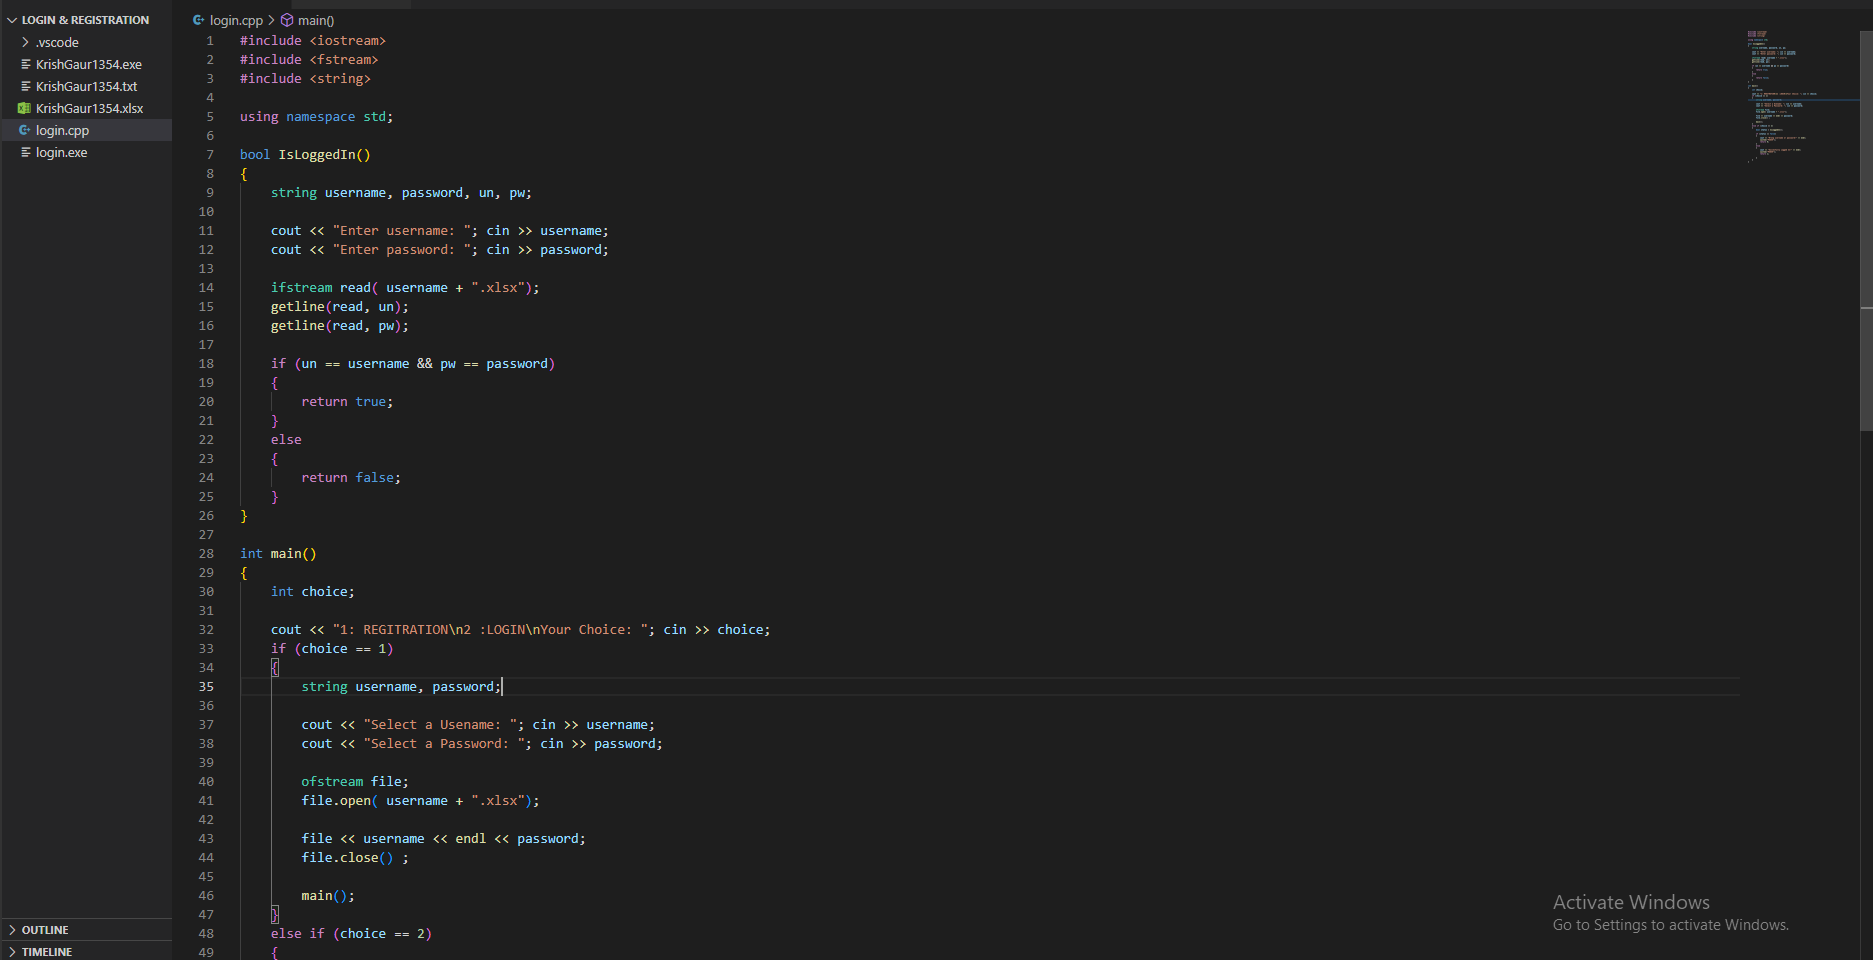 LOGIN & REGISTRATION
.vscode
KrishGaur1354.exe
KrishGaur1354.txt
KrishGaur1354.xlsx
login.cpp
login.exe
OUTLINE
TIMELINE
login.cpp > main()
1 #include <iostream>
2 #include <fstream>
3 #include <string>
4
5 using namespace std;
6
7 bool IsLoggedIn()
8 {
9 string username, password, un, pw;
10
11 cout << "Enter username: "; cin >> username;
12 cout << "Enter password: "; cin >> password;
13
14 ifstream read( username + ".xlsx");
15 getline(read, un);
16 getline(read, pw);
17
18 if (un == username && pw == password)
19 {
20 return true;
21 }
22 else
23 {
24 return false;
25 }
26 }
27
28 int main()
29 {
30 int choice;
31
32 cout << "1: REGITRATION\n2 :LOGIN\nYour Choice: "; cin >> choice;
33 if (choice == 1)
34 {
35 string username, password;
36
37 cout << "Select a Usename: "; cin >> username;
38 cout << "Select a Password: "; cin >> password;
39
40 ofstream file;
41 file.open( username + ".xlsx");
42
43 file << username << endl << password;
44 file.close() ;
45
46 main();
47 }
48 else if (choice == 2)
49 {
Activate Windows
Go to Settings to activate Windows.